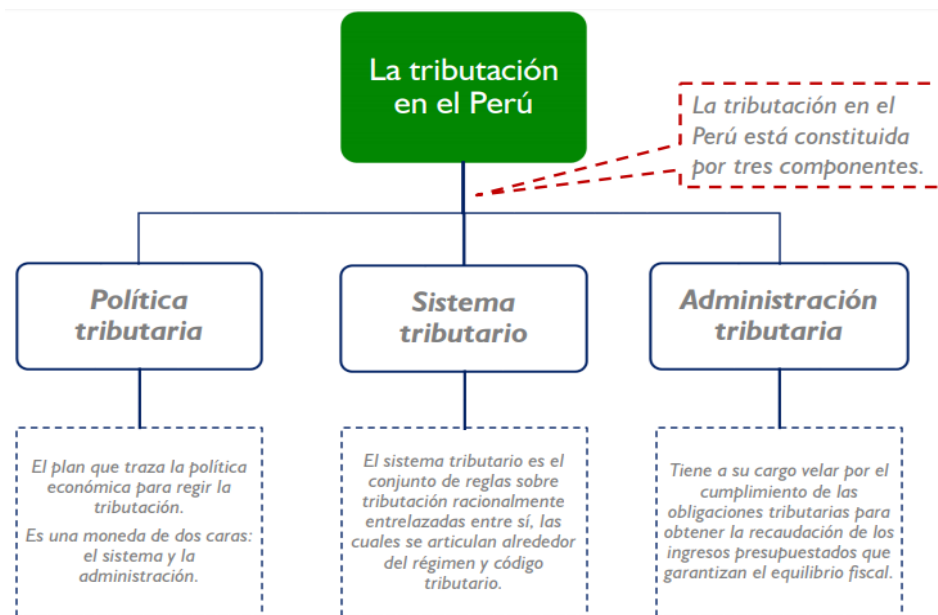 La tributación
en el Perú
La tributación en el
Perú está constituida
por tres componentes.
Política
tributaria
Sistema
tributario
Administración
tributaria
El plan que traza la política
económica para regir la
tributación.
Es una moneda de dos caras:
el sistema y la
administración.
El sistema tributario es el
conjunto de reglas sobre
tributación racionalmente
entrelazadas entre sí, las
cuales se articulan alrededor
del régimen y código
tributario.
Tiene a su cargo velar por el
cumplimiento de las
obligaciones tributarias para
obtener la recaudación de los
ingresos presupuestados que
garantizan el equilibrio fiscal.